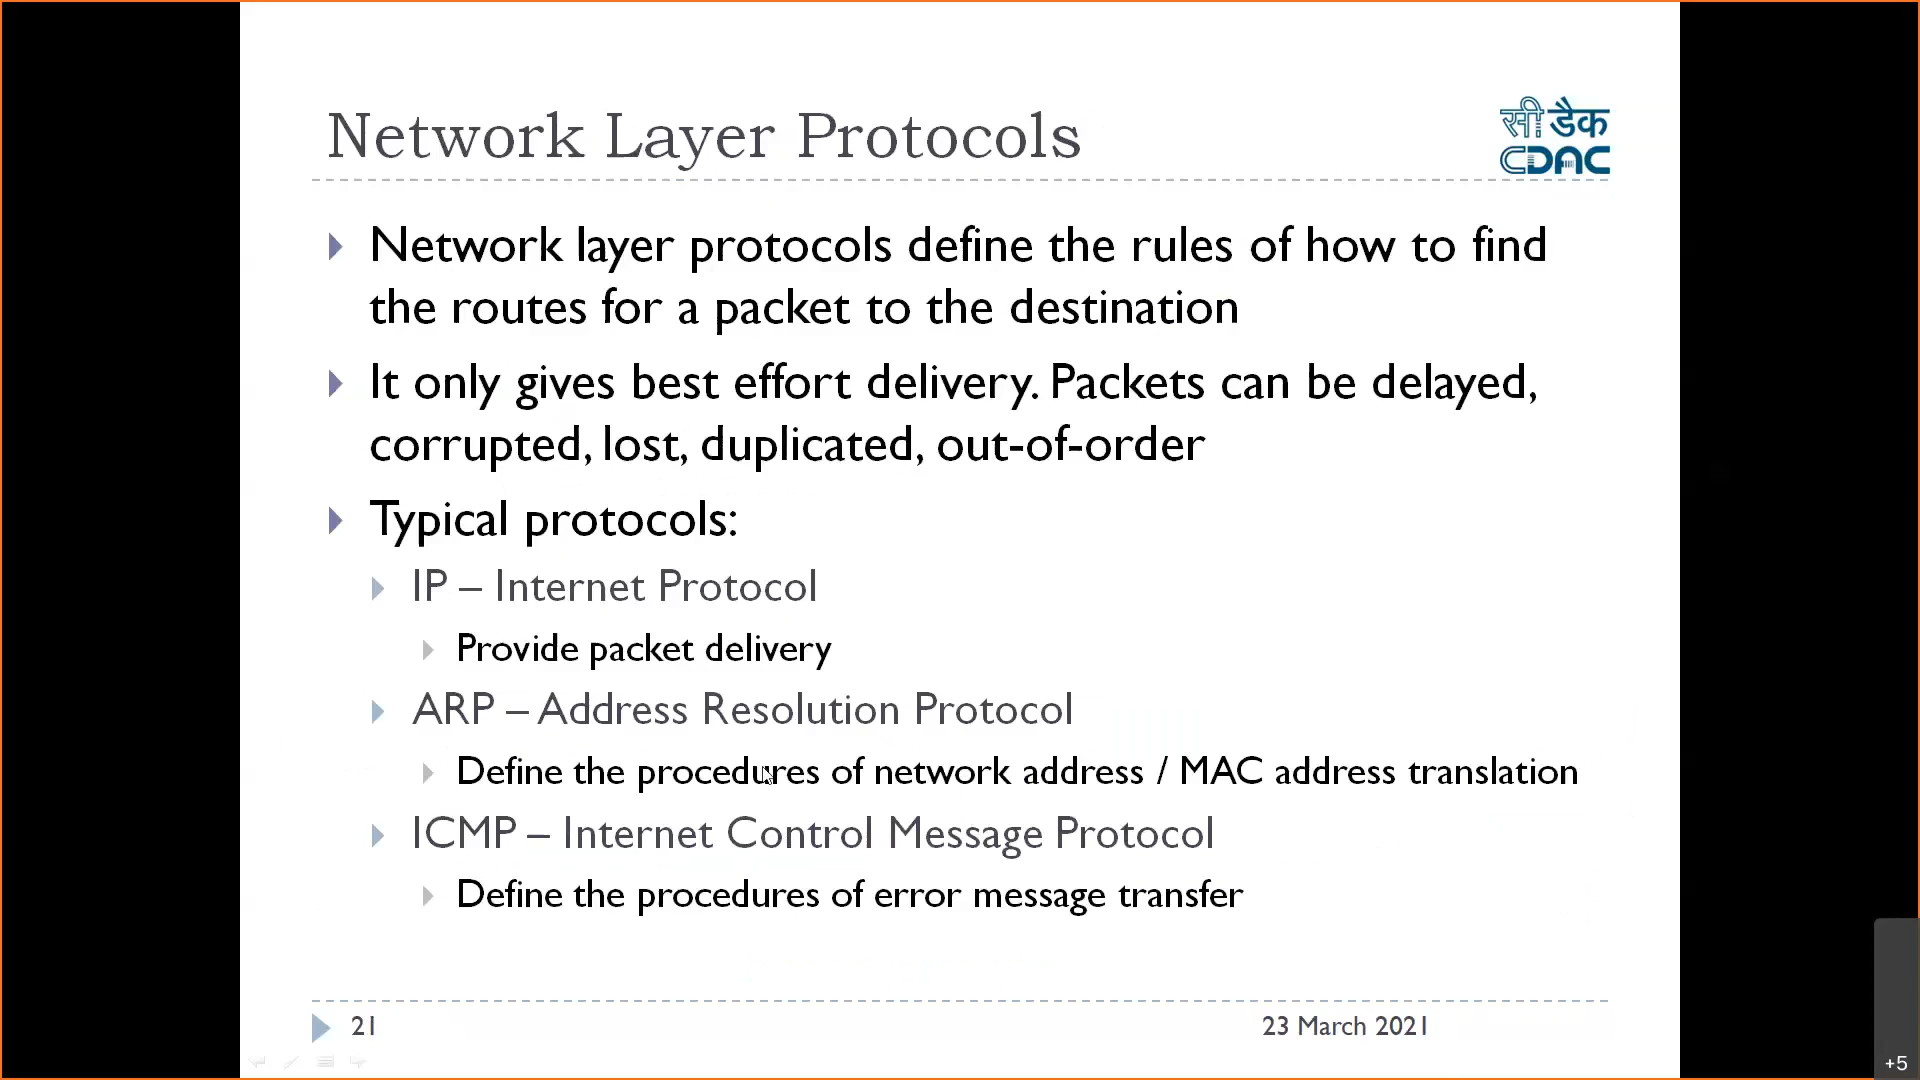 Network Layer Protocols
सी डैक
CDAC
Network layer protocols define the rules of how to find
the routes for a packet to the destination
It only gives best effort delivery. Packets can be delayed,
corrupted, lost, duplicated, out-of-order
Typical protocols:
IP – Internet Protocol
Provide packet delivery
ARP – Address Resolution Protocol
Define the procedures of network address / MAC address translation
ICMP – Internet Control Message Protocol
Define the procedures of error message transfer
21
23 March 2021
+5